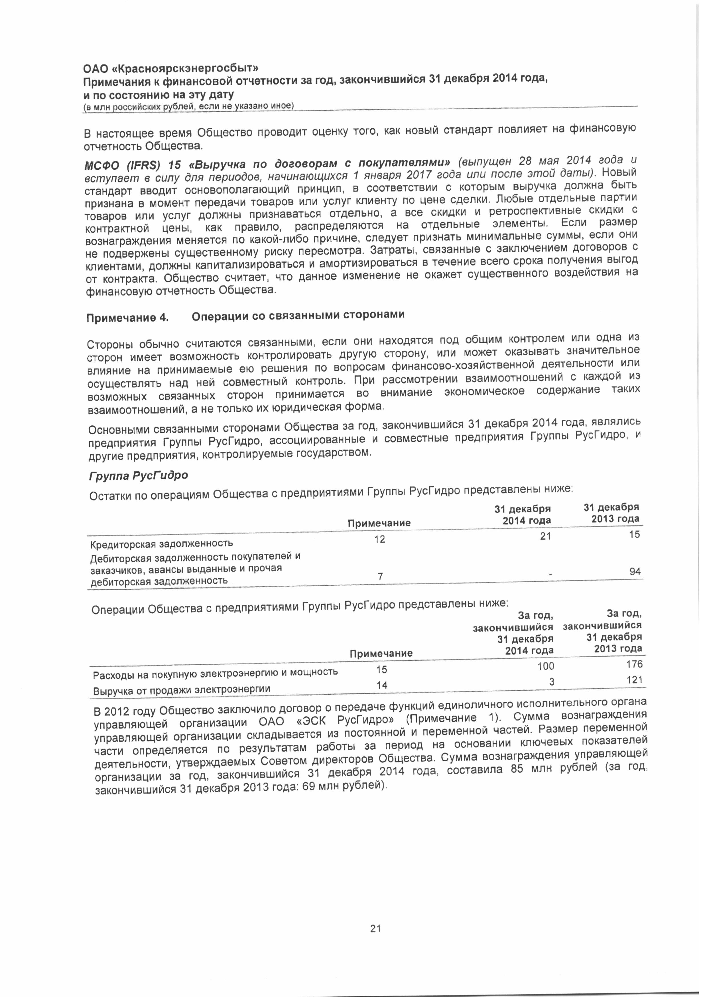 ОАО «Красноярскэнергосбыт»
Примечания к финансовой отчетности за год, закончившийся 31 декабря 2014 года,
и по состоянию на эту дату
(в млн российских рублей, если не указано иное)
В настоящее время Общество проводит оценку того, как новый стандарт повлияет на финансовую
отчетность Общества.
МСФО (IFRS) 15 «Выручка по договорам с покупателями» (выпущен 28 мая 2014 года и
вступает в силу для периодов, начинающихся 1 января 2017 года или после этой даты). Новый
стандарт вводит основополагающий принцип, в соответствии с которым выручка должна быть
признана в момент передачи товаров или услуг клиенту по цене сделки. Любые отдельные партии
товаров или услуг должны признаваться отдельно, а все скидки и ретроспективные скидки с
контрактной цены, как правило, распределяются на отдельные элементы. Если размер
вознаграждения меняется по какой-либо причине, следует признать минимальные суммы, если они
не подвержены существенному риску пересмотра. Затраты, связанные с заключением договоров с
клиентами, должны капитализироваться и амортизироваться в течение всего срока получения выгод
от контракта. Общество считает, что данное изменение не окажет существенного воздействия на
финансовую отчетность Общества.
Примечание 4. Операции со связанными сторонами
Стороны обычно считаются связанными, если они находятся под общим контролем или одна из
сторон имеет возможность контролировать другую сторону, или может оказывать значительное
влияние на принимаемые ею решения по вопросам финансово-хозяйственной деятельности или
осуществлять над ней совместный контроль. При рассмотрении взаимоотношений с каждой из
возможных связанных сторон принимается во внимание экономическое содержание таких
взаимоотношений, а не только их юридическая форма.
Основными связанными сторонами Общества за год, закончившийся 31 декабря 2014 года, являлись
предприятия Группы РусГидро, ассоциированные и совместные предприятия Группы РусГидро, и
другие предприятия, контролируемые государством.
Группа РусГидро
Остатки по операциям Общества с предприятиями Группы РусГидро представлены ниже:
31 декабря 31 декабря
Примечание 2014 года 2013 года
Кредиторская задолженность 12 21 15
Дебиторская задолженность покупателей и
заказчиков, авансы выданные и прочая
дебиторская задолженность 7 - 94
Операции Общества с предприятиями Группы РусГидро представлены ниже:
За год, За год,
закончившийся закончившийся
31 декабря 31 декабря
Примечание 2014 года 2013 года
Расходы на покупную электроэнергию и мощность 15 100 176
Выручка от продажи электроэнергии 14 3 121
В 2012 году Общество заключило договор о передаче функций единоличного исполнительного органа
управляющей организации ОАО «ЭСК РусГидро» (Примечание 1). Сумма вознаграждения
управляющей организации складывается из постоянной и переменной частей. Размер переменной
части определяется по результатам работы за период на основании ключевых показателей
деятельности, утверждаемых Советом директоров Общества. Сумма вознаграждения управляющей
организации за год, закончившийся 31 декабря 2014 года, составила 85 млн рублей (за год,
закончившийся 31 декабря 2013 года: 69 млн рублей).
21